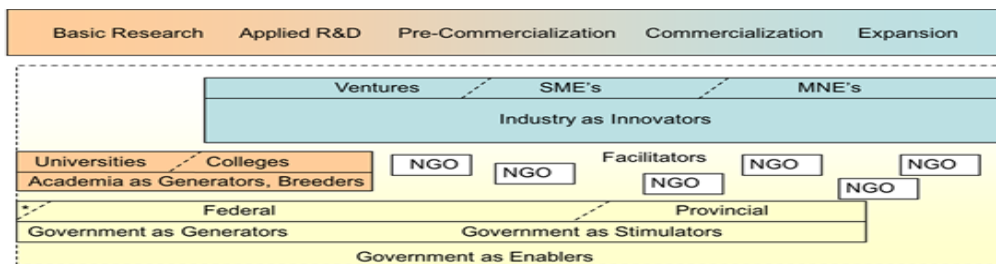 Basic Research Applied R&D Pre-Commercialization Commercialization Expansion
Ventures SME's MNE's
Industry as Innovators
Universities Colleges
Academia as Generators, Breeders
NGO NGO Facilitators NGO NGO NGO NGO
* Federal Provincial
Government as Generators Government as Stimulators
Government as Enablers